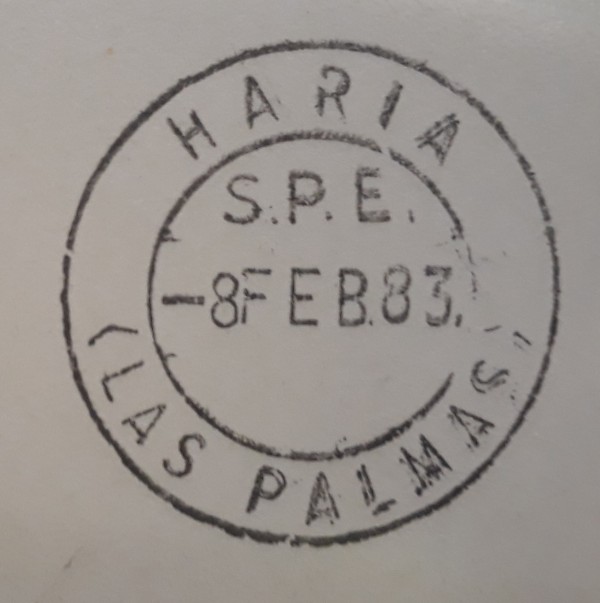 HARIA
S.P.E.
-8FEB.83.
(LAS PALMAS)